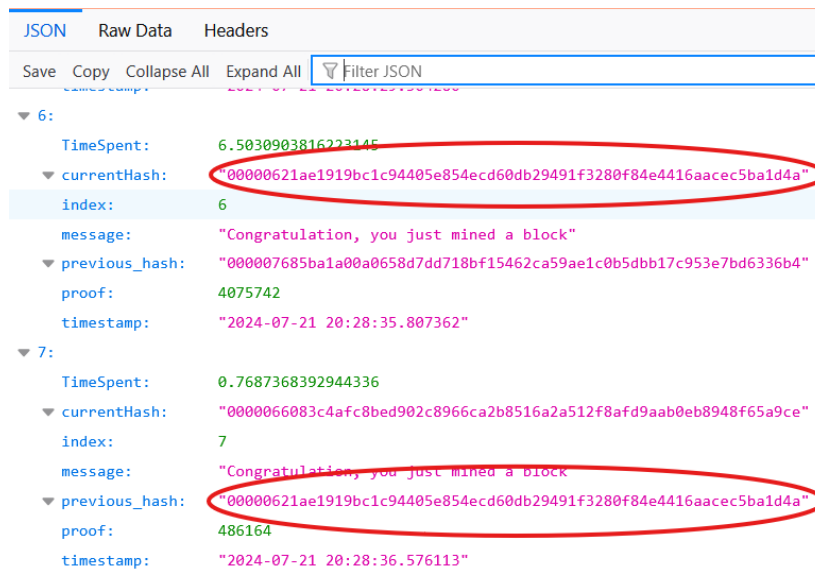 JSON Raw Data Headers
Save Copy Collapse All Expand All Filter JSON
6:
TimeSpent: 6.5030903816223145
currentHash: "00000621ae1919bc1c94405e854ecd60db29491f3280f84e4416aacec5ba1d4a"
index: 6
message: "Congratulation, you just mined a block"
previous_hash: "000007685ba1a00a0658d7dd718bf15462ca59ae1c0b5dbb17c953e7bd6336b4"
proof: 4075742
timestamp: "2024-07-21 20:28:35.807362"
7:
TimeSpent: 0.7687368392944336
currentHash: "0000066083c4afc8bed902c8966ca2b8516a2a512f8afd9aab0eb8948f65a9ce"
index: 7
message: "Congratulation, you just mined a block
previous_hash: "00000621ae1919bc1c94405e854ecd60db29491f3280f84e4416aacec5ba1d4a"
proof: 486164
timestamp: "2024-07-21 20:28:36.576113"